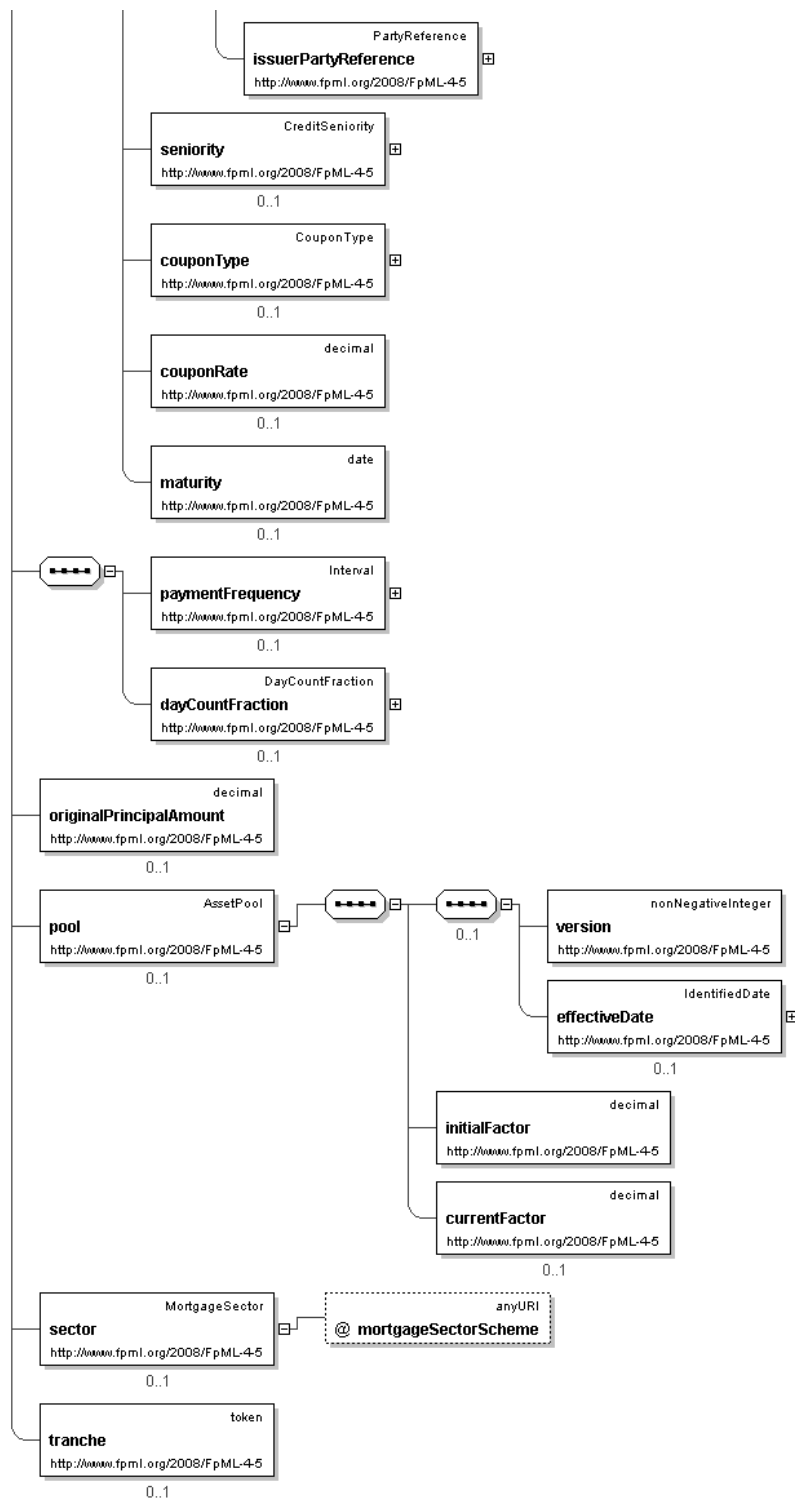 PartyReference
issuerPartyReference
http://www.fpml.org/2008/FpML-4-5
CreditSeniority
seniority
http://www.fpml.org/2008/FpML-4-5
0..1
CouponType
couponType
http://www.fpml.org/2008/FpML-4-5
0..1
decimal
couponRate
http://www.fpml.org/2008/FpML-4-5
0..1
date
maturity
http://www.fpml.org/2008/FpML-4-5
0..1
Interval
paymentFrequency
http://www.fpml.org/2008/FpML-4-5
0..1
DayCountFraction
dayCountFraction
http://www.fpml.org/2008/FpML-4-5
0..1
decimal
originalPrincipalAmount
http://www.fpml.org/2008/FpML-4-5
0..1
AssetPool
pool
http://www.fpml.org/2008/FpML-4-5
0..1
0..1
nonNegativeInteger
version
http://www.fpml.org/2008/FpML-4-5
IdentifiedDate
effectiveDate
http://www.fpml.org/2008/FpML-4-5
0..1
decimal
initialFactor
http://www.fpml.org/2008/FpML-4-5
decimal
currentFactor
http://www.fpml.org/2008/FpML-4-5
0..1
MortgageSector
sector
http://www.fpml.org/2008/FpML-4-5
0..1
anyURI
@ mortgageSectorScheme
token
tranche
http://www.fpml.org/2008/FpML-4-5
0..1